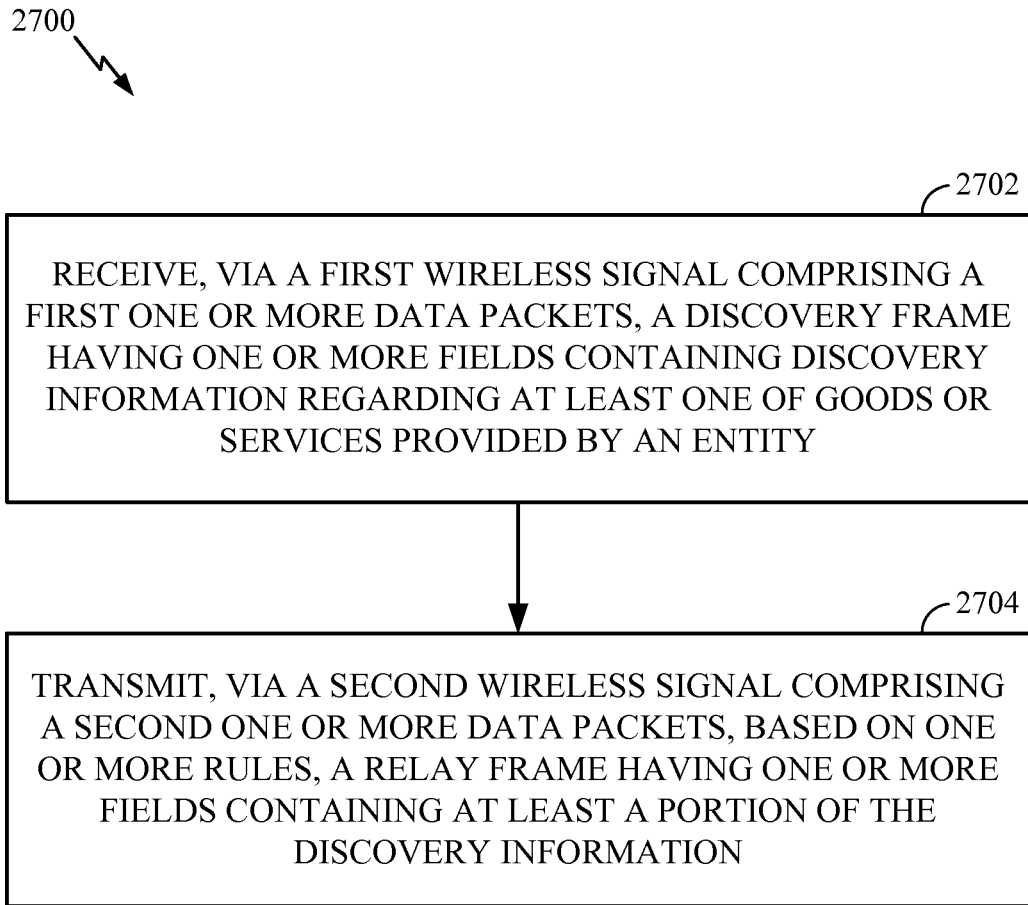 2700
2702
RECEIVE, VIA A FIRST WIRELESS SIGNAL COMPRISING A
FIRST ONE OR MORE DATA PACKETS, A DISCOVERY FRAME
HAVING ONE OR MORE FIELDS CONTAINING DISCOVERY
INFORMATION REGARDING AT LEAST ONE OF GOODS OR
SERVICES PROVIDED BY AN ENTITY
2704
TRANSMIT, VIA A SECOND WIRELESS SIGNAL COMPRISING
A SECOND ONE OR MORE DATA PACKETS, BASED ON ONE
OR MORE RULES, A RELAY FRAME HAVING ONE OR MORE
FIELDS CONTAINING AT LEAST A PORTION OF THE
DISCOVERY INFORMATION